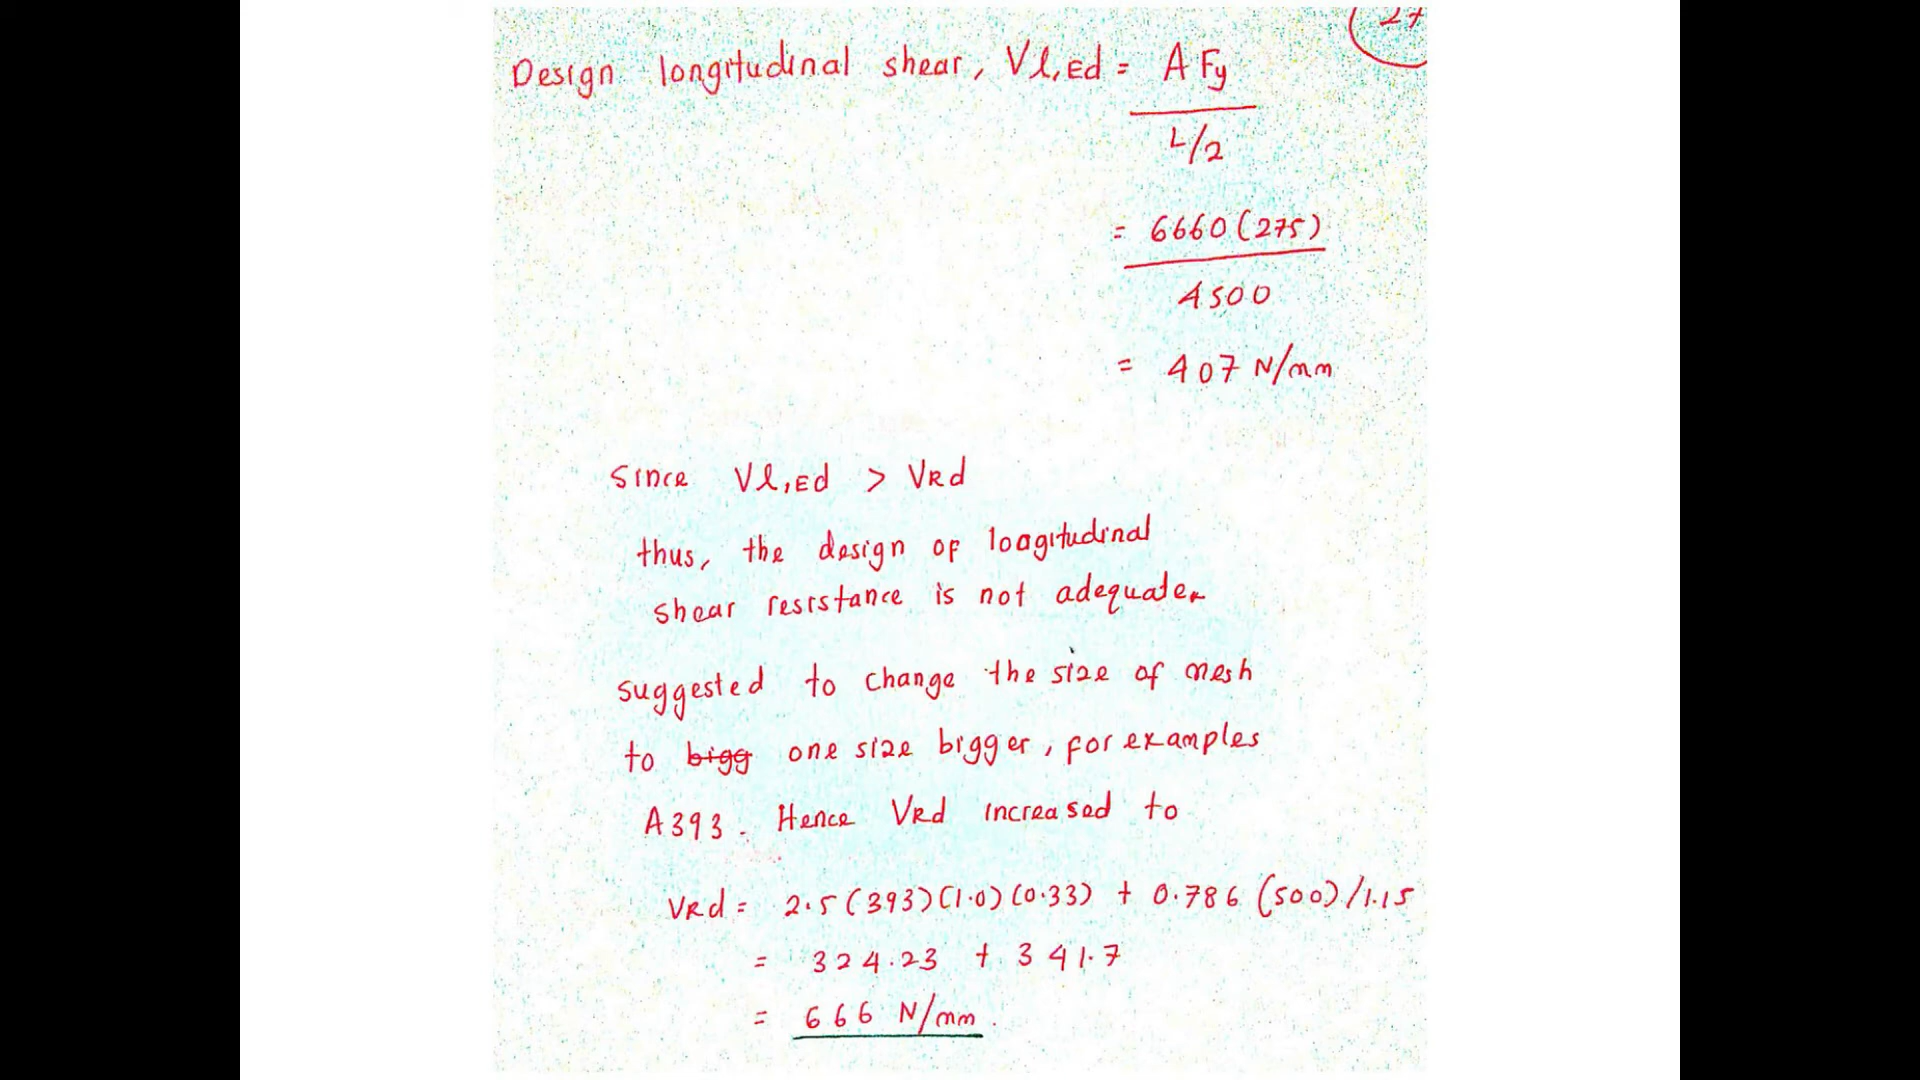 27
Design longitudinal shear, Vl,Ed = A Fy
L/2
= 6660 (275)
4500
= 407 N/mm
Since Vl,Ed > VRd
thus, the design of loagitudinal
shear resistance is not adequate.
suggested to change the size of mesh
to bigg one size bigger, for examples
A393. Hence VRd increased to
VRd = 2.5 (393) (1.0) (0.33) + 0.786 (500) / 1.15
= 324.23 + 341.7
= 666 N/mm.